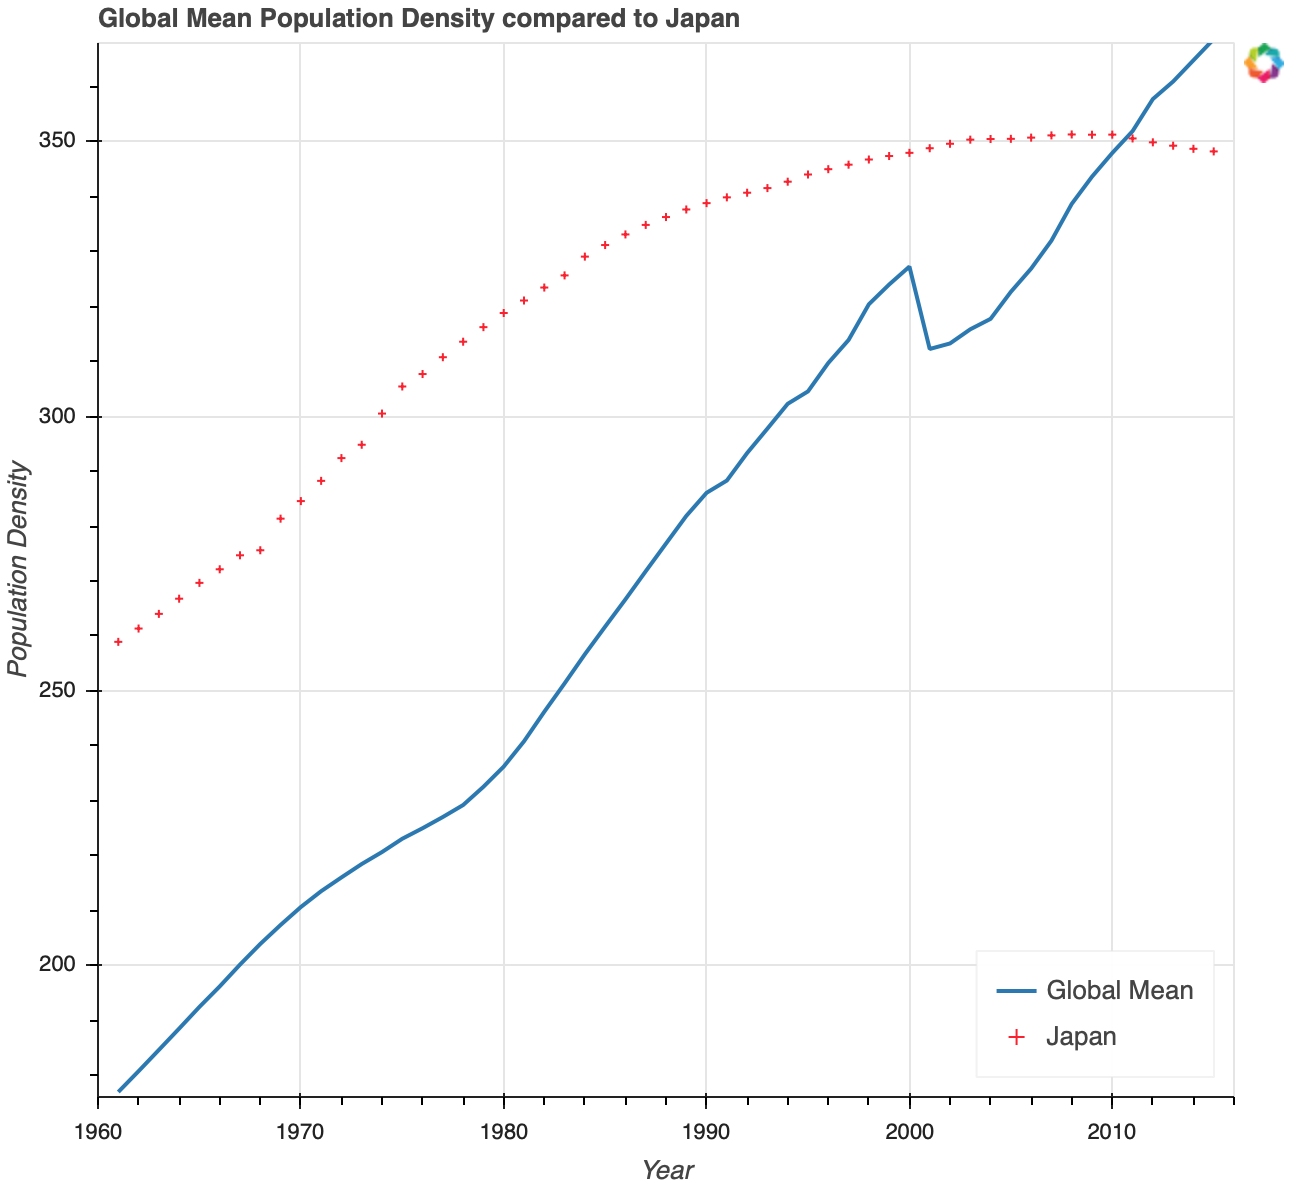 Global Mean Population Density compared to Japan
350
300
250
200
Population Density
Global Mean
Japan
1960 1970 1980 1990 2000 2010
Year